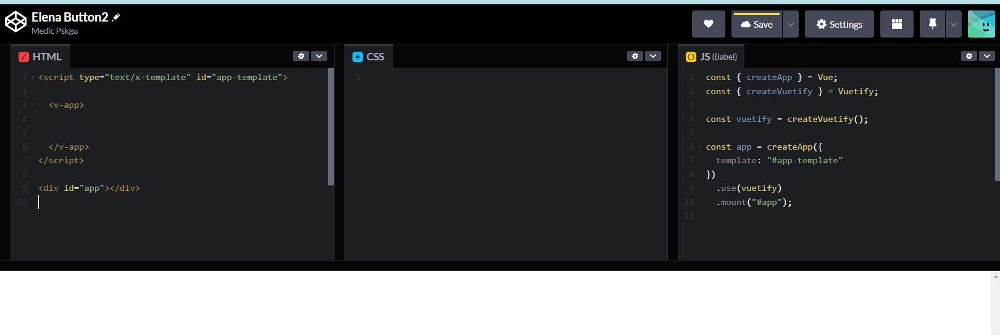 Elena Button2
Medic Pskgu
Save
Settings
HTML
1 <script type="text/x-template" id="app-template">
2
3   <v-app>
4
5
6   </v-app>
7 </script>
8
9 <div id="app"></div>
10
CSS
1
JS (Babel)
1 const { createApp } = Vue;
2 const { createVuetify } = Vuetify;
3
4 const vuetify = createVuetify();
5
6 const app = createApp({
7   template: "#app-template"
8 })
9   .use(vuetify)
10   .mount("#app");
11